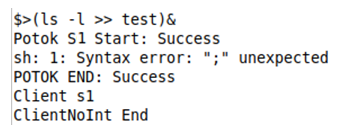 $>(ls -l >> test)&
Potok S1 Start: Success
sh: 1: Syntax error: ";" unexpected
POTOK END: Success
Client s1
ClientNoInt End